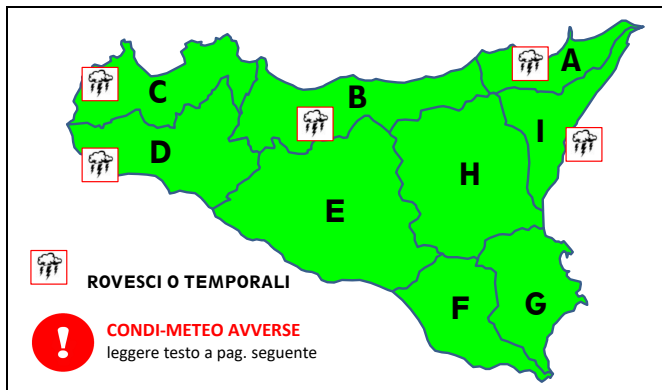 A
C
B
I
D
H
E
ROVESCI O TEMPORALI
F
G
! CONDI-METEO AVVERSE
leggere testo a pag. seguente